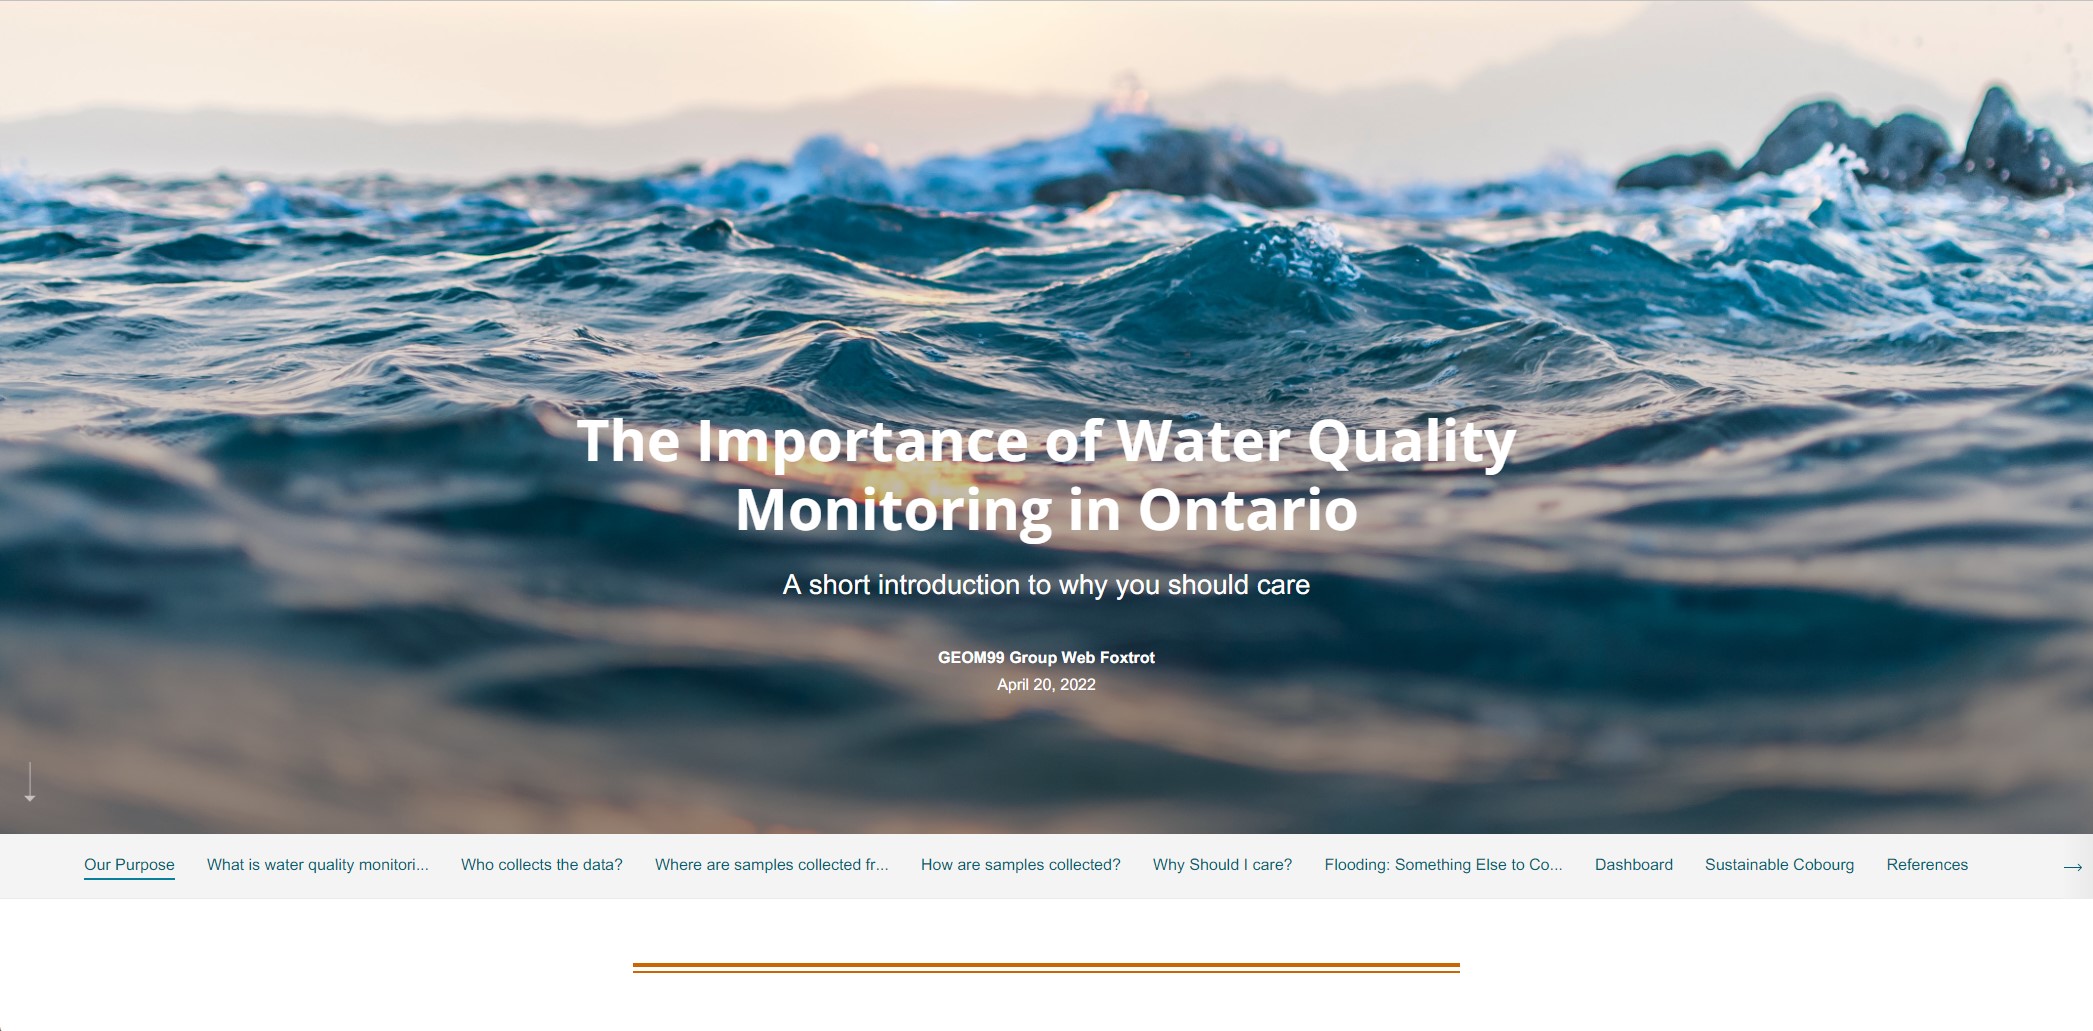 The Importance of Water Quality
Monitoring in Ontario
A short introduction to why you should care
GEOM99 Group Web Foxtrot
April 20, 2022
Our Purpose
What is water quality monitori...
Who collects the data?
Where are samples collected fr...
How are samples collected?
Why Should I care?
Flooding: Something Else to Co...
Dashboard
Sustainable Cobourg
References